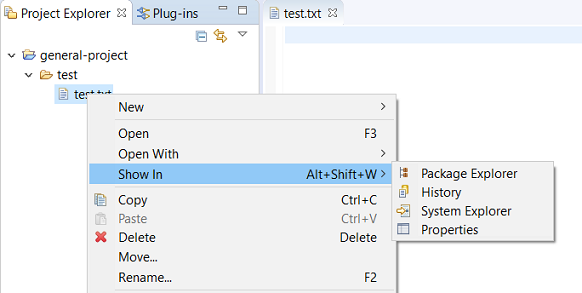 Project Explorer Plug-ins test.txt
general-project
test
test.txt
New
Open F3
Open With
Show In Alt+Shift+W
Package Explorer
Copy Ctrl+C
History
Paste Ctrl+V
System Explorer
Delete Delete
Properties
Move...
Rename... F2